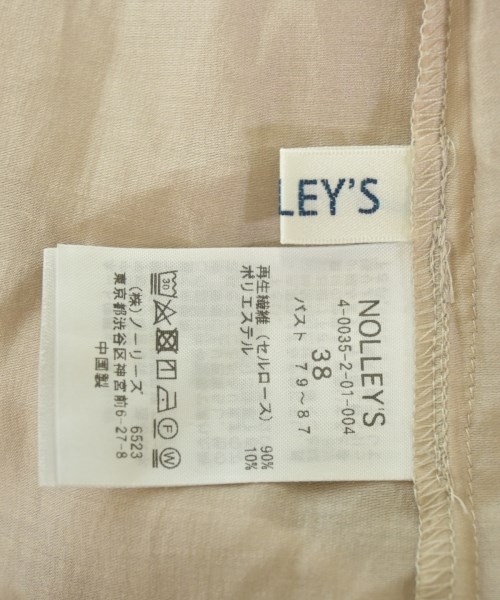 LEY'S
NOLLEY'S
4-0035-2-01-004
38
バスト 79～87
再生繊維（セルロース） 90%
ポリエステル 10%
30
P
F
W
(株)ノーリーズ 6523
東京都渋谷区神宮前6-27-8
中国製